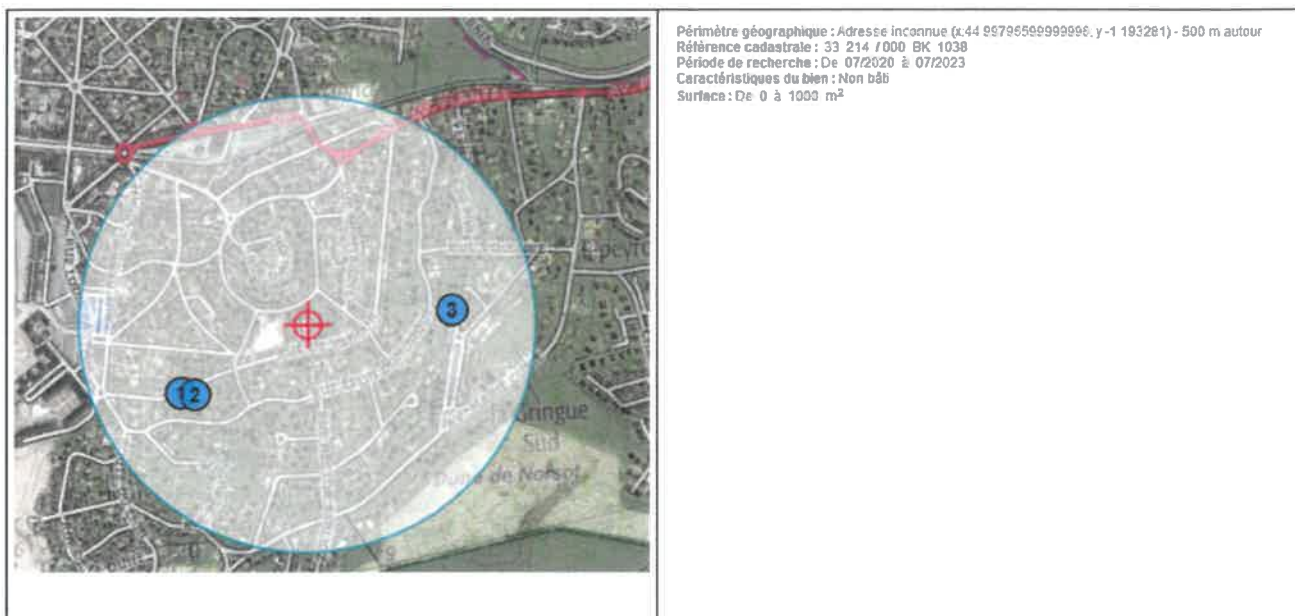 Périmètre géographique : Adresse inconnue (x:44.99796599999996, y:-1.193281) - 500 m autour
Référence cadastrale : 33 214 / 000 BK 1038
Période de recherche : De 07/2020 à 07/2023
Caractéristiques du bien : Non bâti
Surface : De 0 à 1000 m²
3
1 2
Gringue
Sud
Dune de